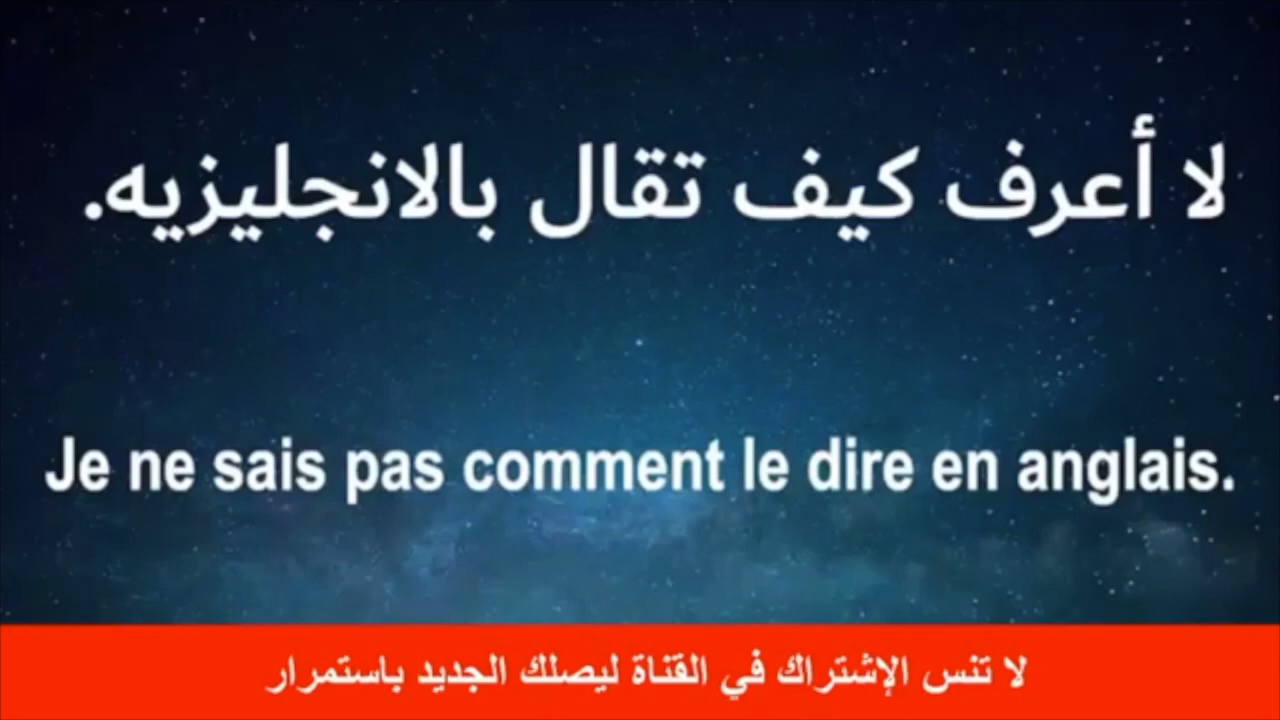 لا أعرف كيف تقال بالانجليزيه.
Je ne sais pas comment le dire en anglais.
لا تنس الإشتراك في القناة ليصلك الجديد باستمرار